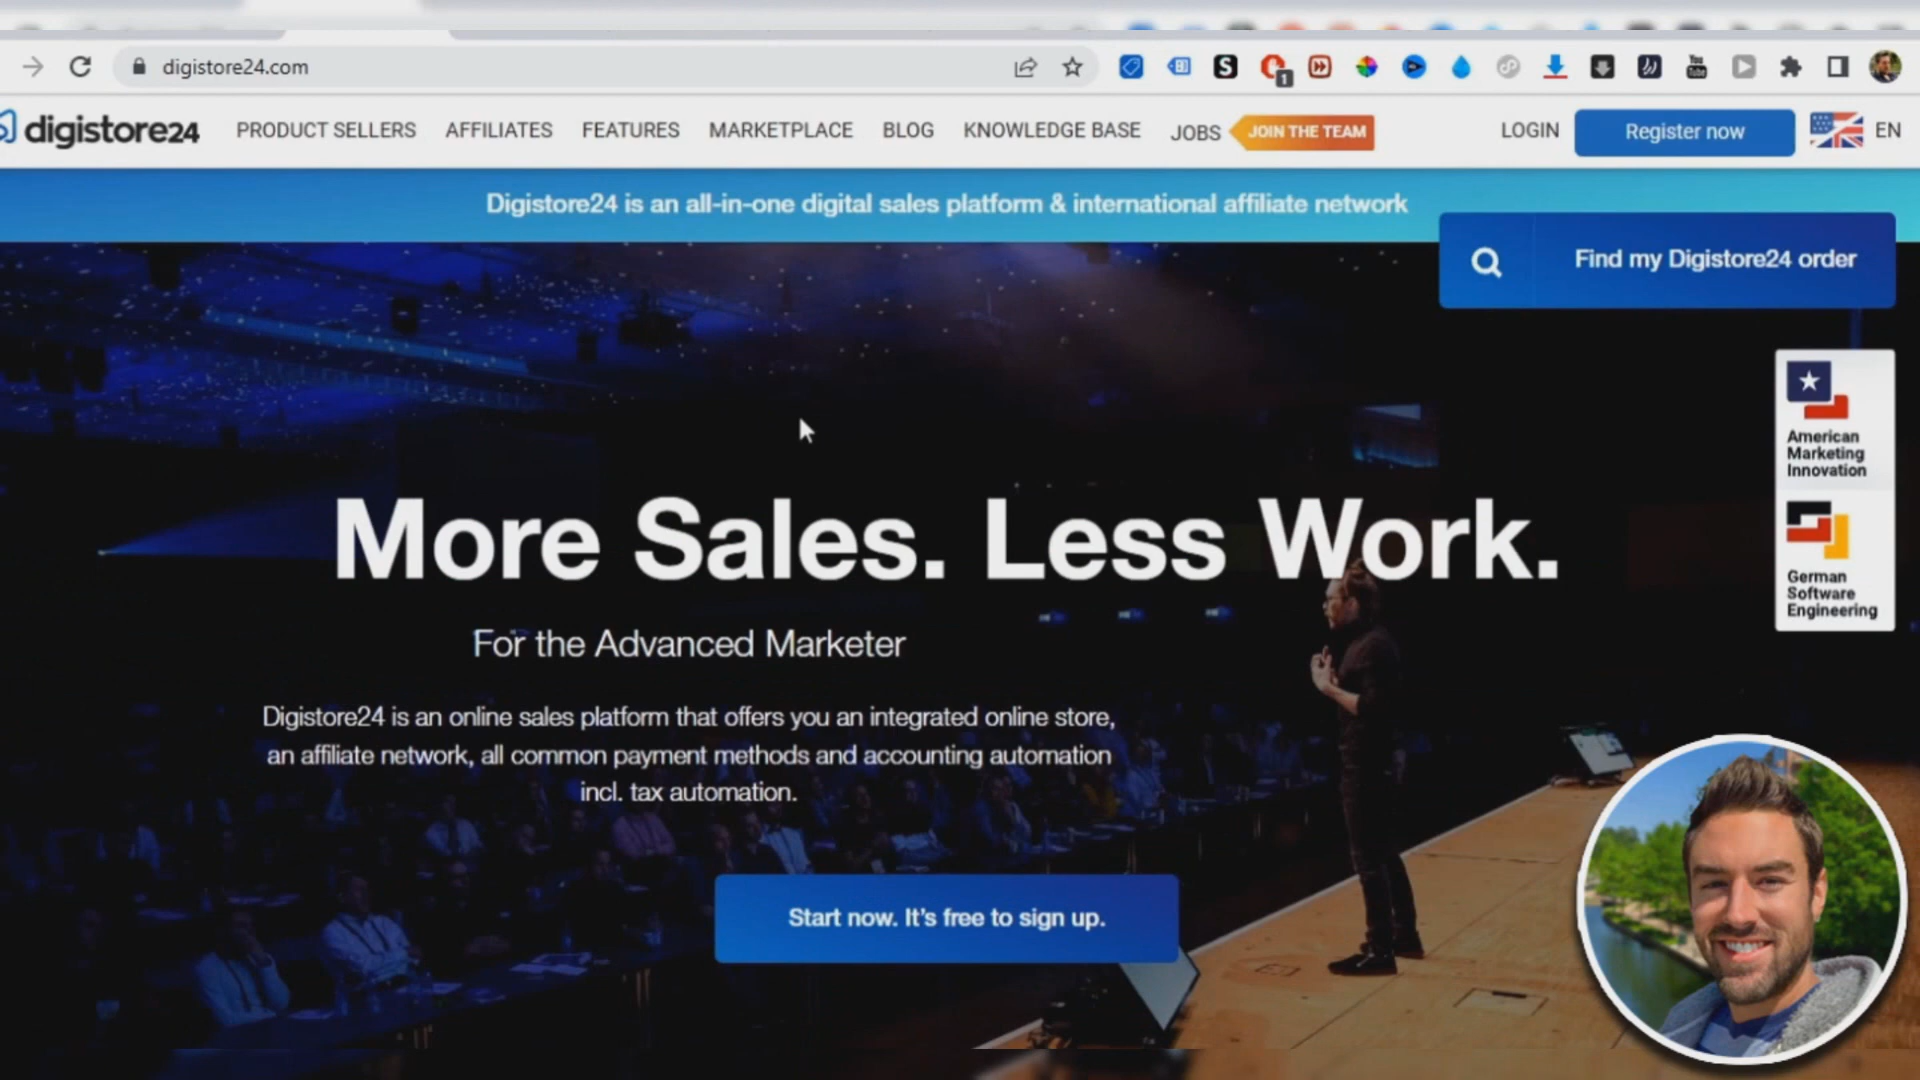 digistore24.com
1
digistore24
PRODUCT SELLERS
AFFILIATES
FEATURES
MARKETPLACE
BLOG
KNOWLEDGE BASE
JOBS
JOIN THE TEAM
LOGIN
Register now
EN
Digistore24 is an all-in-one digital sales platform & international affiliate network
Find my Digistore24 order
American
Marketing
Innovation
German
Software
Engineering
More Sales. Less Work.
For the Advanced Marketer
Digistore24 is an online sales platform that offers you an integrated online store,
an affiliate network, all common payment methods and accounting automation
incl. tax automation.
Start now. It's free to sign up.